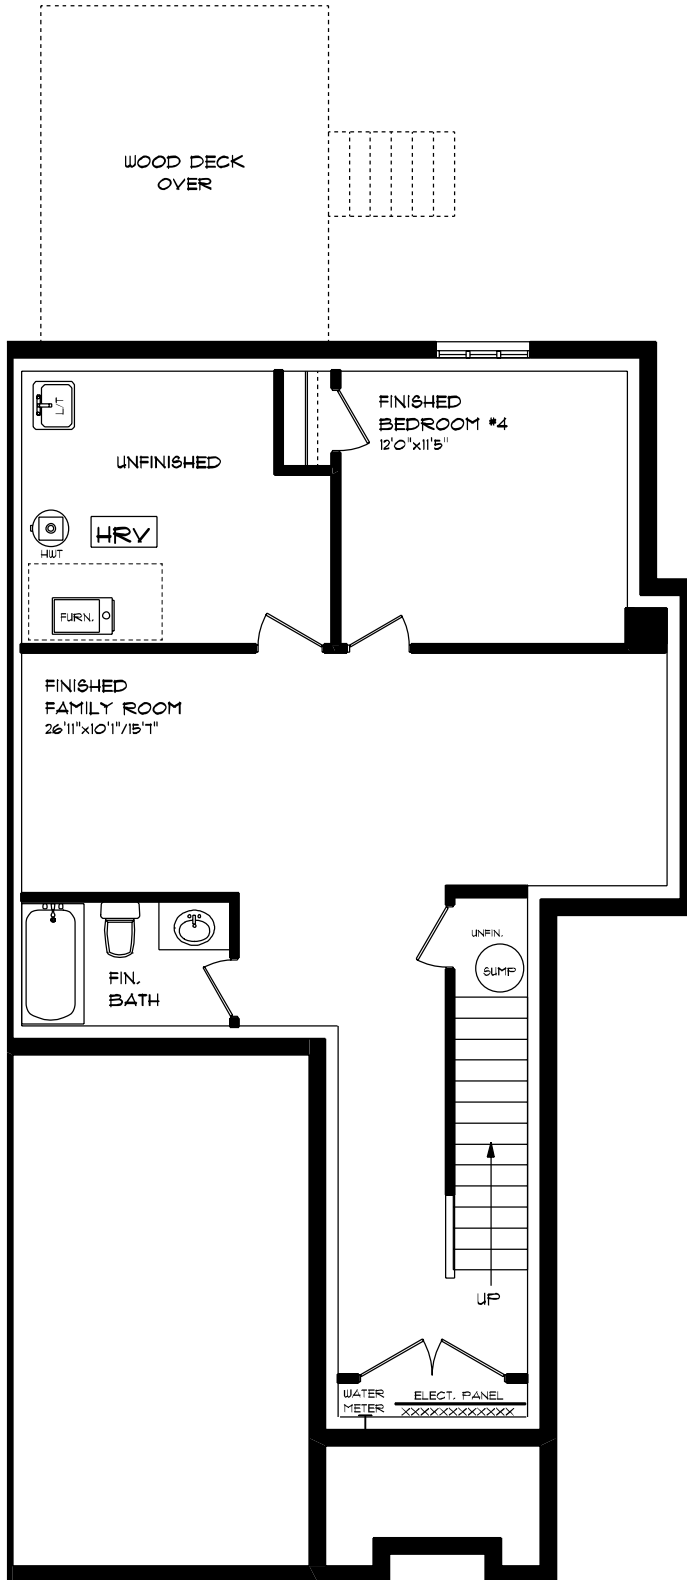 WOOD DECK
OVER
L/T
FINISHED
BEDROOM #4
12'0"x11'5"
UNFINISHED
HRV
HWT
FURN.
FINISHED
FAMILY ROOM
26'11"x10'1"/15'7"
UNFIN.
SUMP
FIN.
BATH
UP
WATER
METER
ELECT. PANEL
XXXXXXXXXXXX